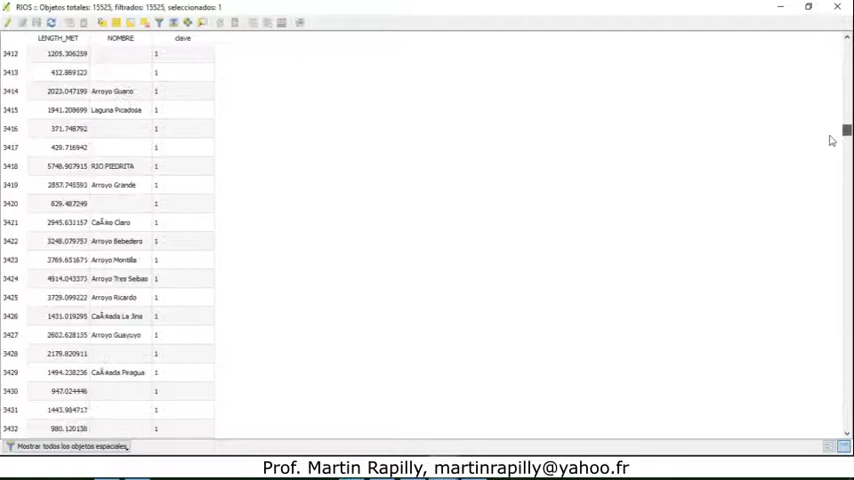 RIOS :: Objetos totales: 15525, filtrados: 15525, seleccionados: 1
LENGTH_MET NOMBRE clave
3412 1205.306259 1
3413 412.869123 1
3414 2023.047199 Arroyo Guano 1
3415 1941.208699 Laguna Picadosa 1
3416 371.748792 1
3417 429.716942 1
3418 5748.907915 RIO PIEDRITA 1
3419 2857.745593 Arroyo Grande 1
3420 629.487249 1
3421 2945.631157 CaÃ±o Claro 1
3422 3248.079757 Arroyo Bebedero 1
3423 3769.651671 Arroyo Montilla 1
3424 4914.043373 Arroyo Tres Seibas 1
3425 3729.099222 Arroyo Ricardo 1
3426 1431.019295 CaÃ±ada La Jina 1
3427 2602.628135 Arroyo Guayuyo 1
3428 2179.820911 1
3429 1494.238236 CaÃ±ada Piragua 1
3430 947.024446 1
3431 1443.984717 1
3432 980.120138 1
Mostrar todos los objetos espaciales
Prof. Martin Rapilly, martinrapilly@yahoo.fr